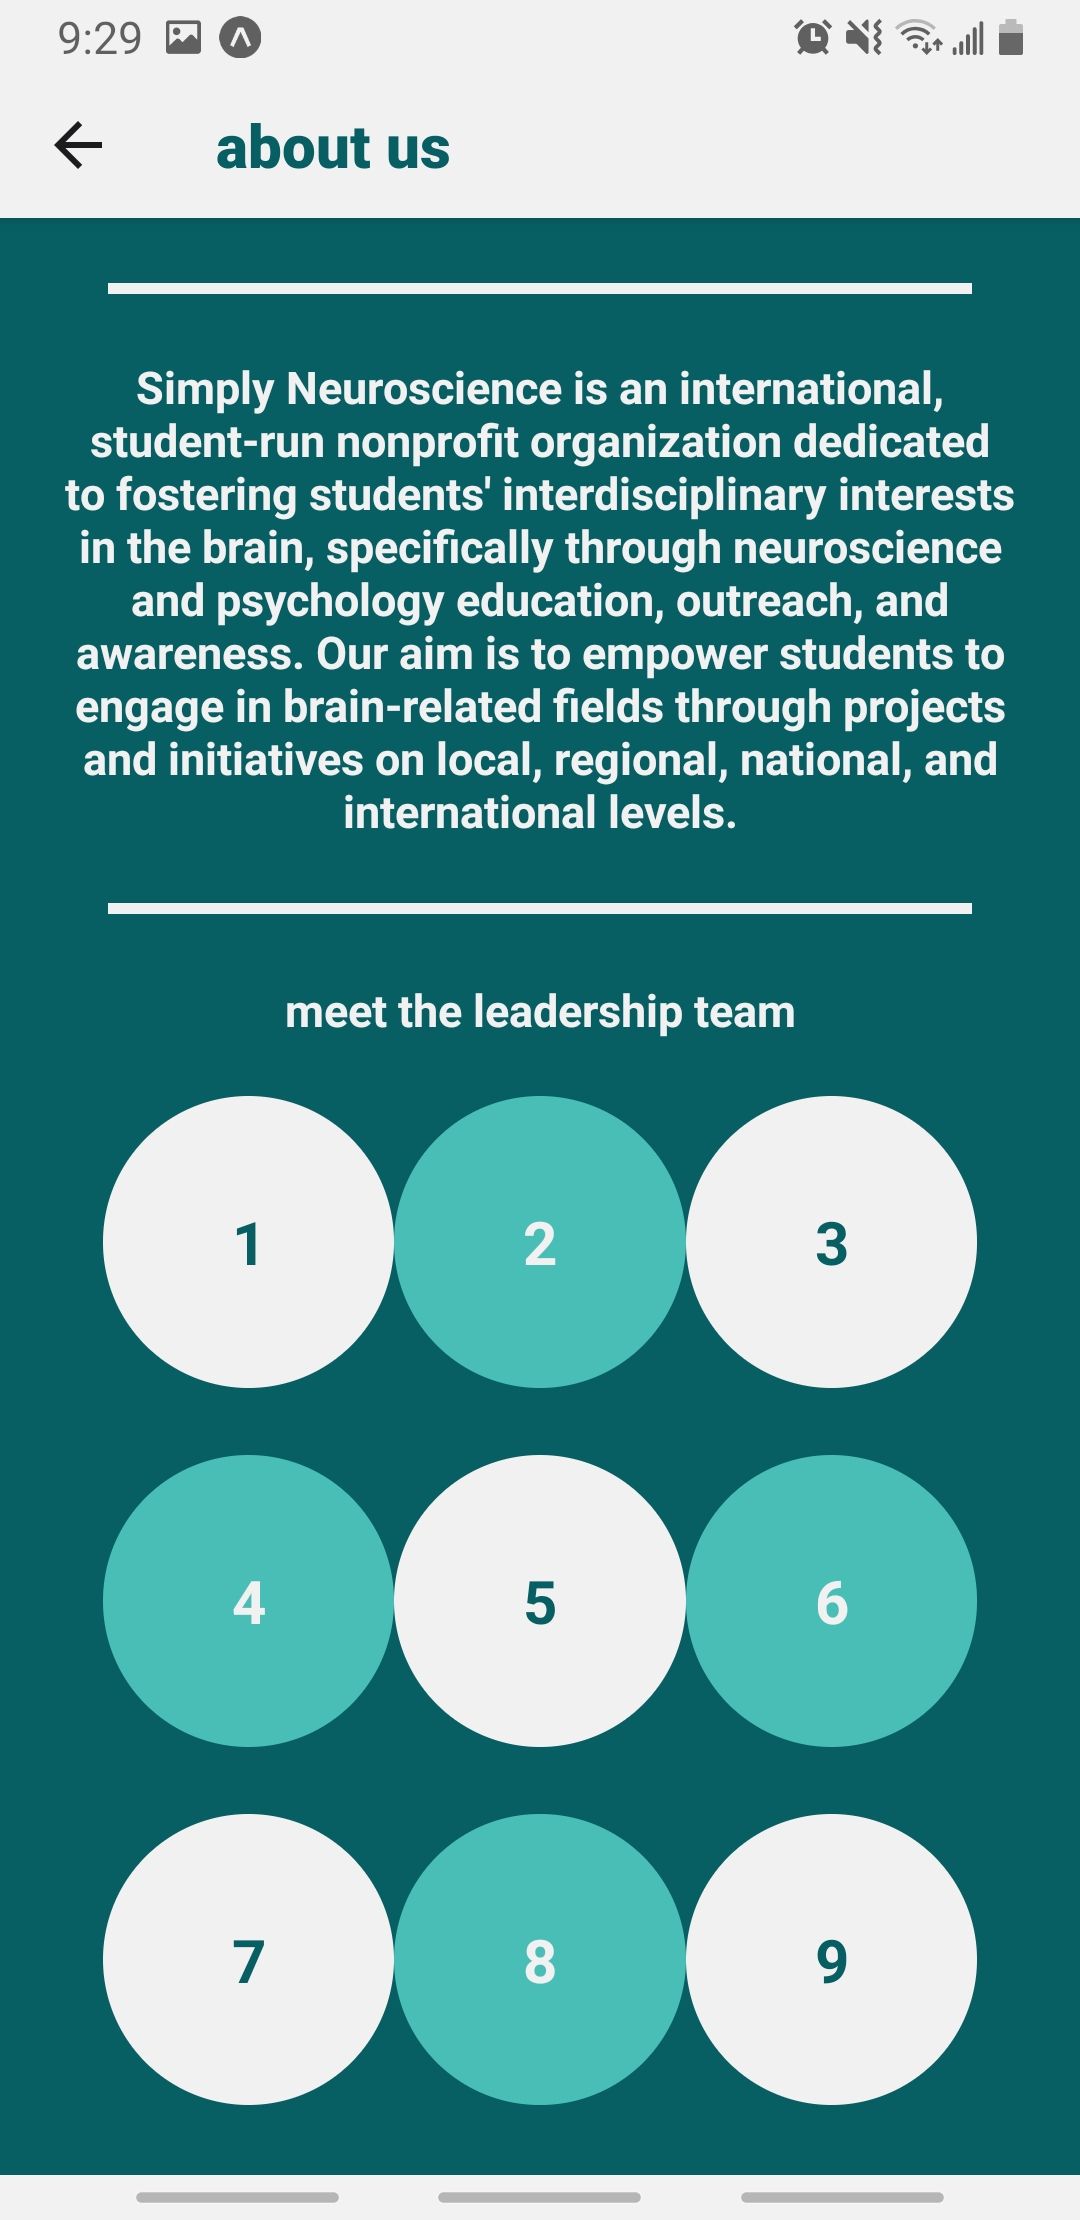 9:29
about us
Simply Neuroscience is an international,
student-run nonprofit organization dedicated
to fostering students' interdisciplinary interests
in the brain, specifically through neuroscience
and psychology education, outreach, and
awareness. Our aim is to empower students to
engage in brain-related fields through projects
and initiatives on local, regional, national, and
international levels.
meet the leadership team
1 2 3
4 5 6
7 8 9